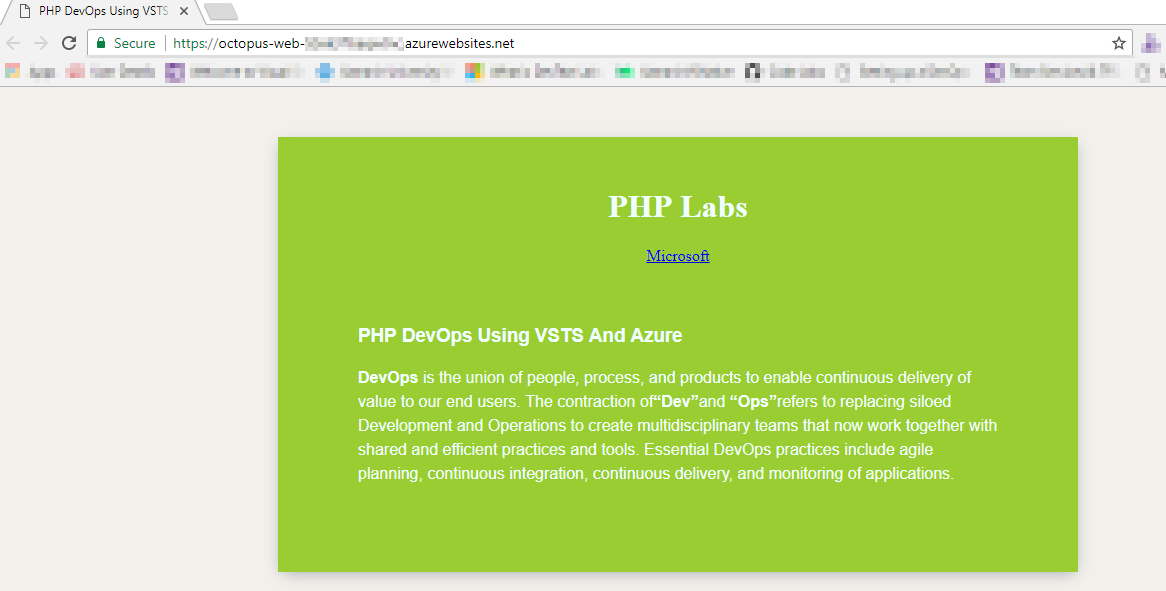 PHP DevOps Using VSTS
Secure
https://octopus-web-
.azurewebsites.net
PHP Labs
Microsoft
PHP DevOps Using VSTS And Azure
DevOps is the union of people, process, and products to enable continuous delivery of
value to our end users. The contraction of“Dev”and “Ops”refers to replacing siloed
Development and Operations to create multidisciplinary teams that now work together with
shared and efficient practices and tools. Essential DevOps practices include agile
planning, continuous integration, continuous delivery, and monitoring of applications.